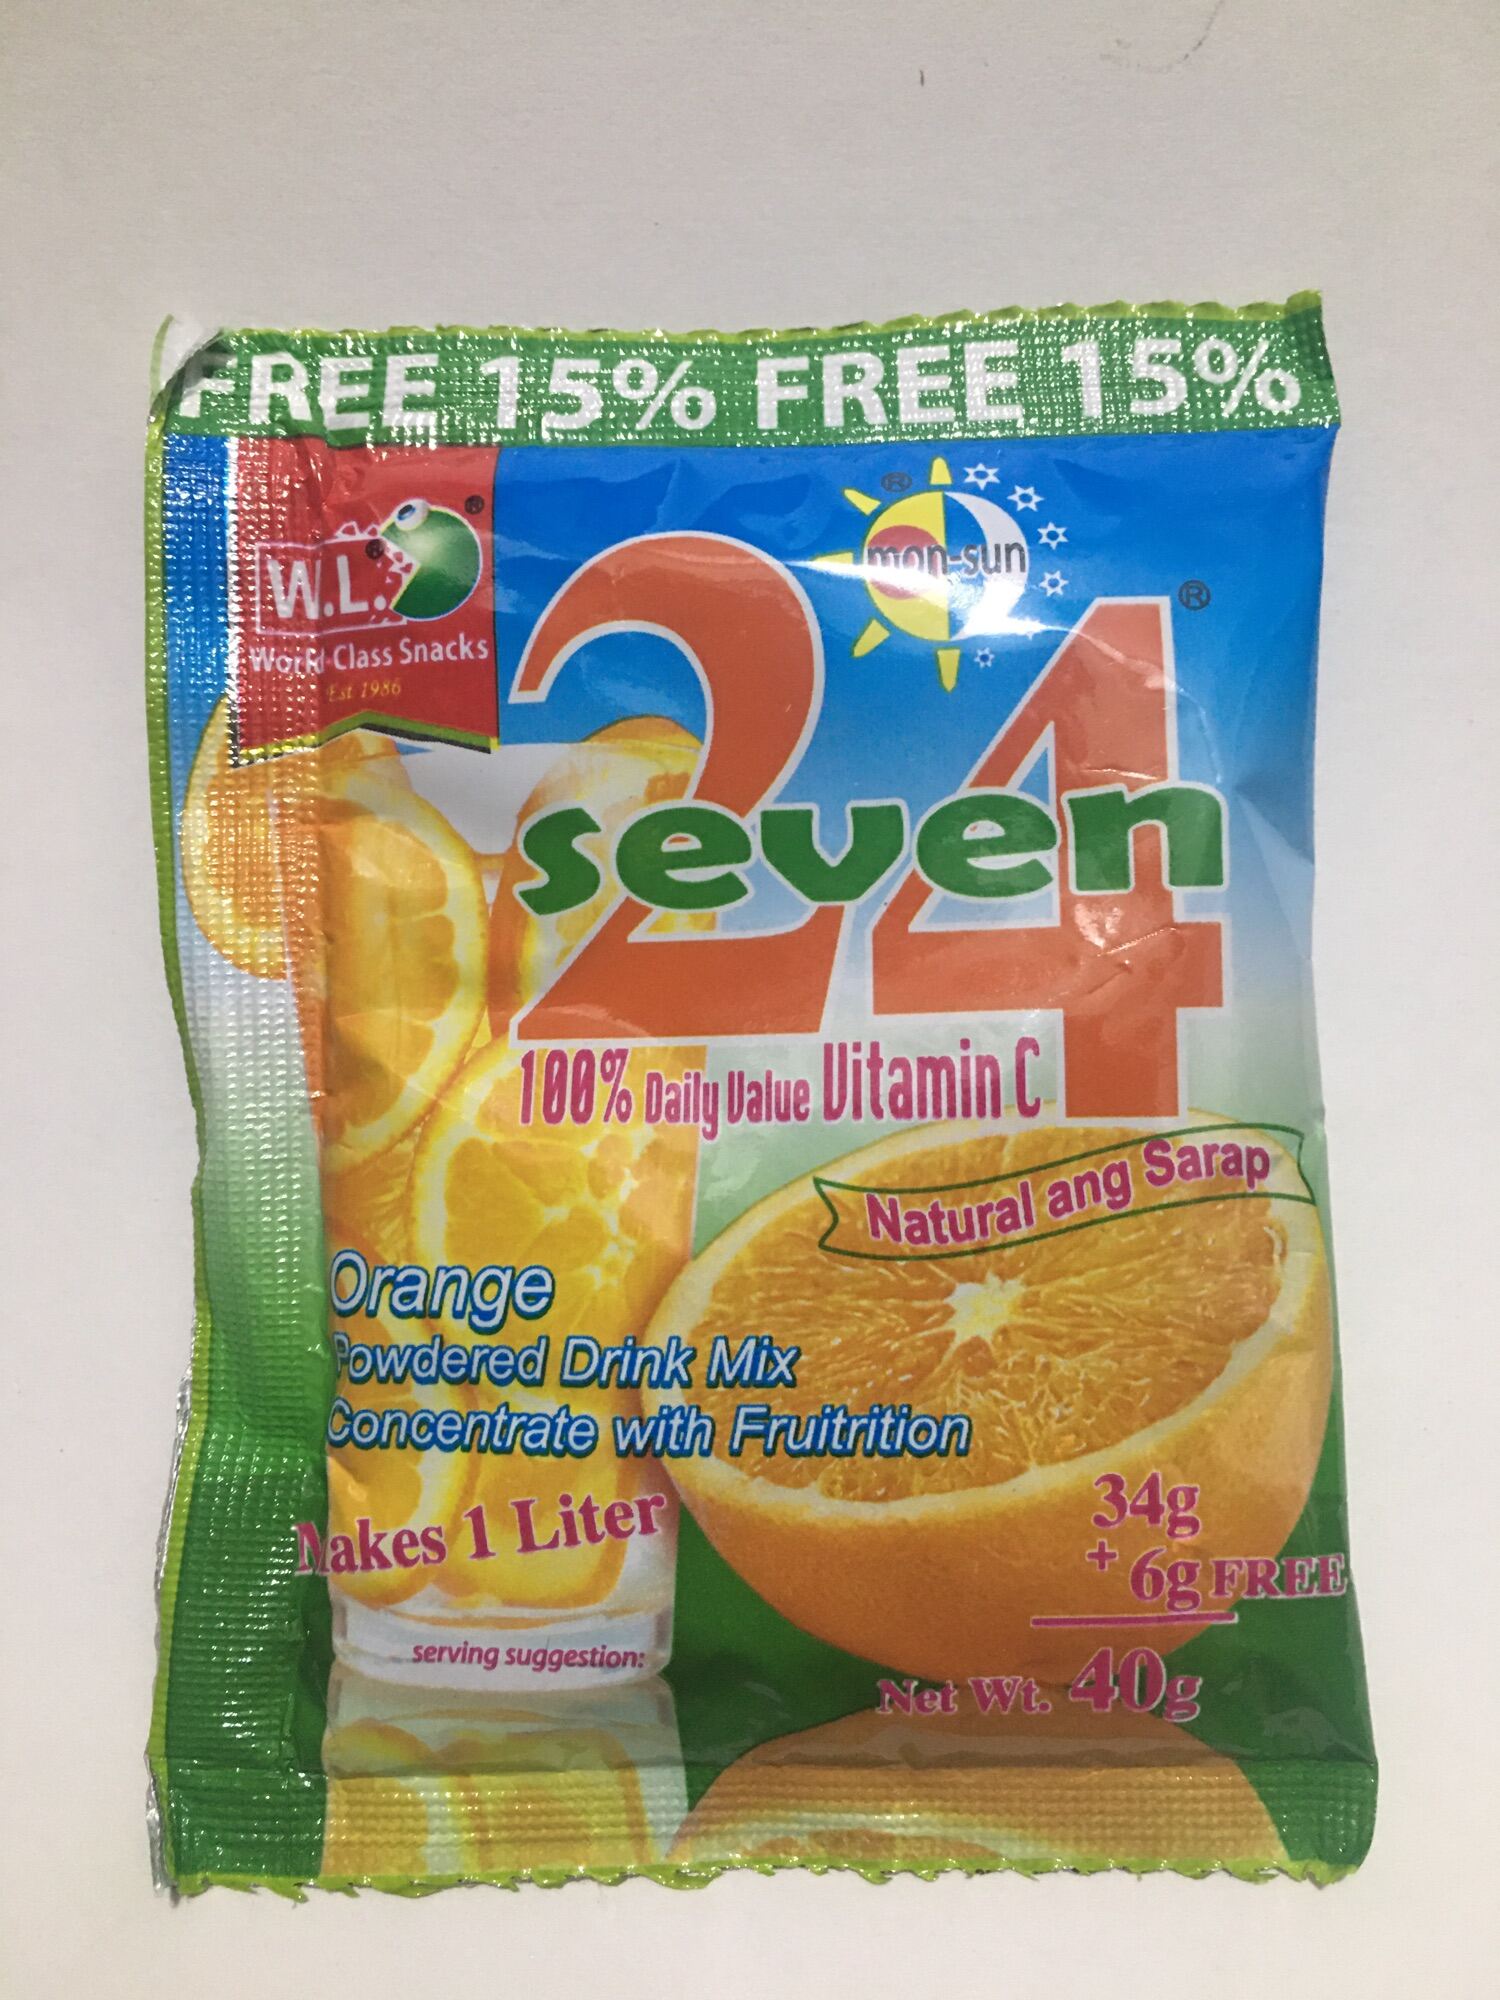 FREE 15% FREE 15%
W.L.®
®
World Class Snacks
Est 1986
®
mon-sun
24®
seven
100% Daily Value Vitamin C
Natural ang Sarap
Orange
Powdered Drink Mix
Concentrate with Fruitrition
Makes 1 Liter
34g
+ 6g FREE
Net Wt. 40g
serving suggestion: